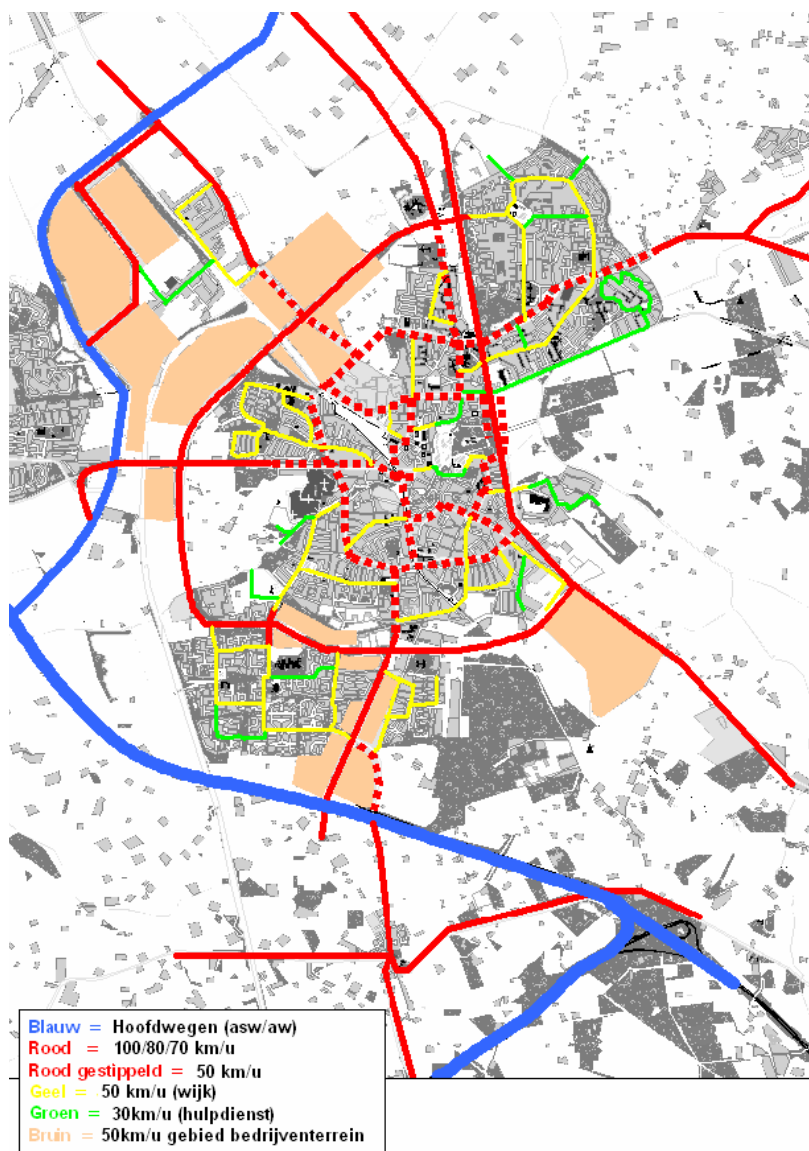 Blauw = Hoofdwegen (asw/aw)
Rood = 100/80/70 km/u
Rood gestippeld = 50 km/u
Geel = 50 km/u (wijk)
Groen = 30km/u (hulpdienst)
Bruin = 50km/u gebied bedrijventerrein